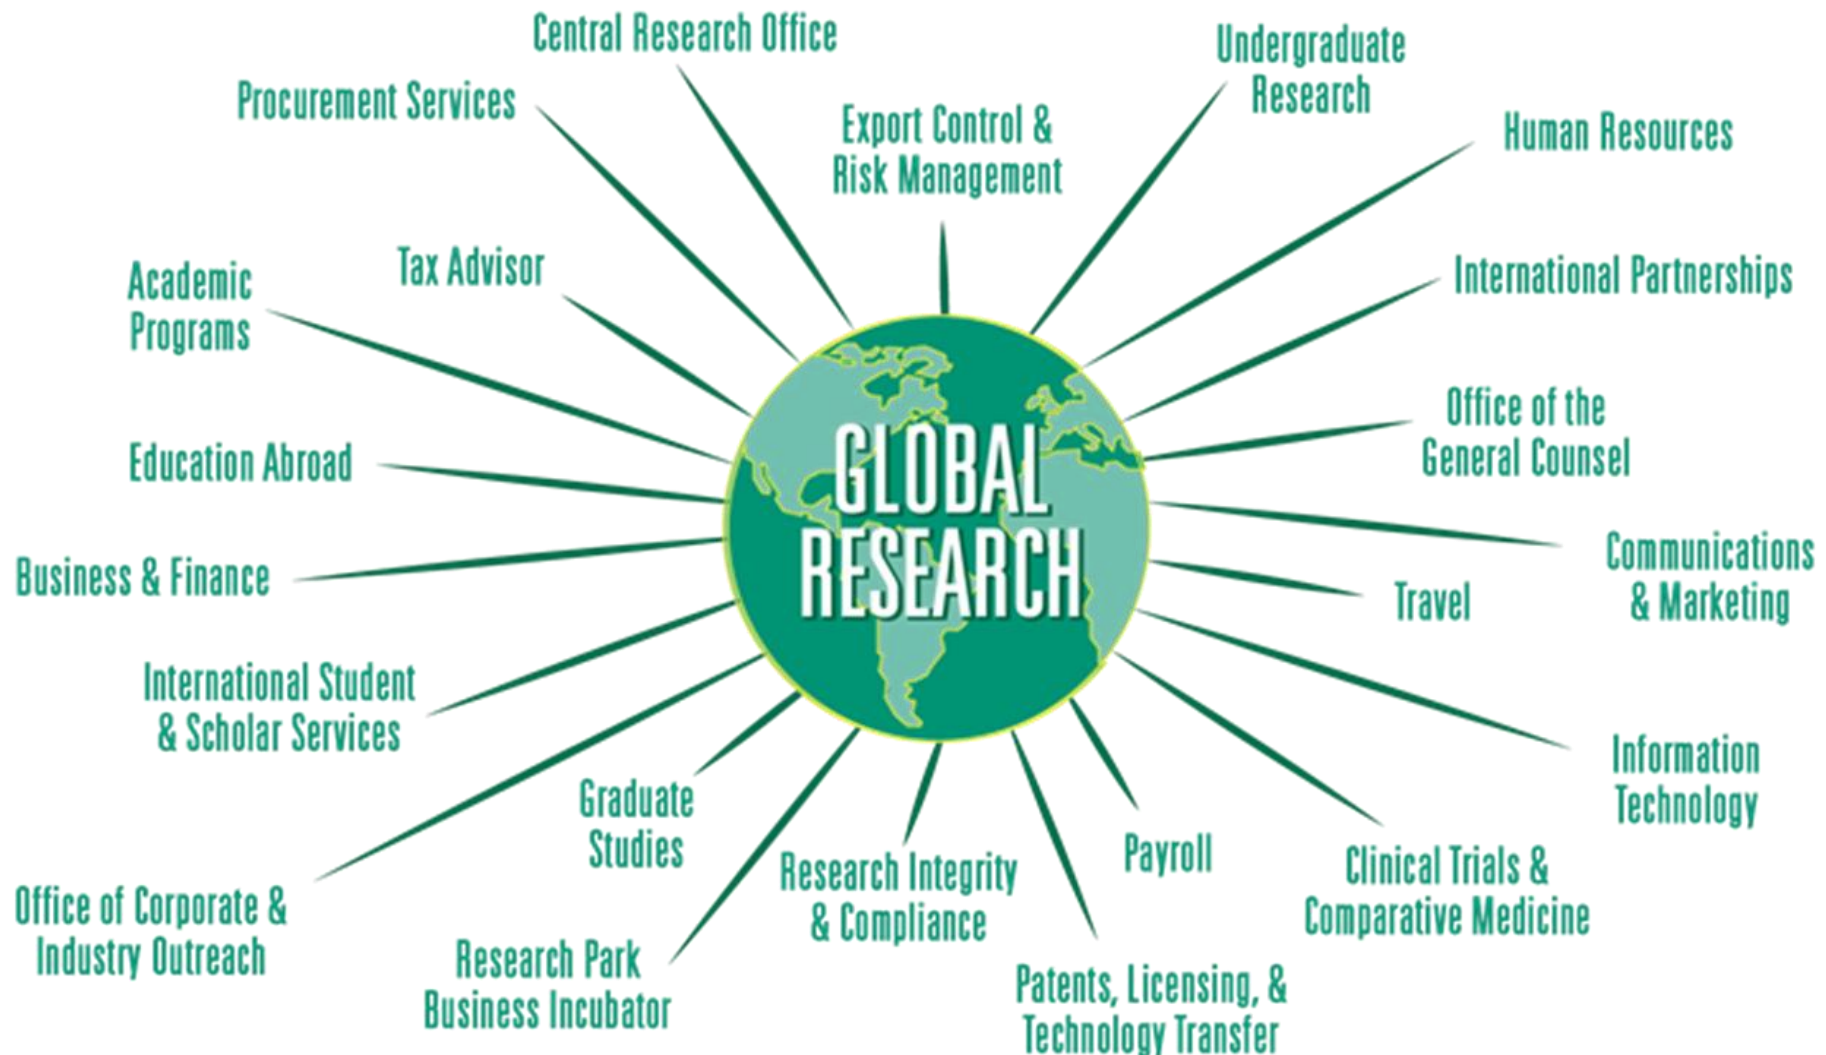 Central Research Office
Undergraduate
Research
Procurement Services
Export Control &
Risk Management
Human Resources
Academic
Programs
Tax Advisor
International Partnerships
Office of the
General Counsel
Education Abroad
GLOBAL
RESEARCH
Business & Finance
Communications
& Marketing
Travel
International Student
& Scholar Services
Information
Technology
Graduate
Studies
Payroll
Clinical Trials &
Comparative Medicine
Research Integrity
& Compliance
Office of Corporate &
Industry Outreach
Research Park
Business Incubator
Patents, Licensing, &
Technology Transfer